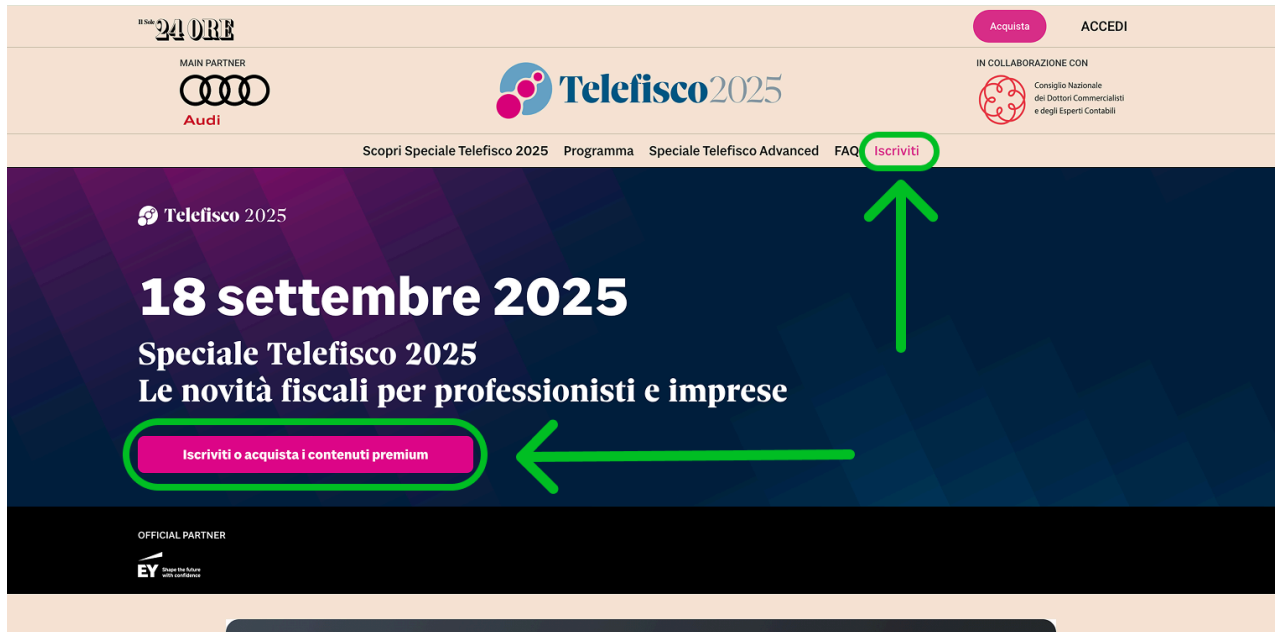 Il Sole
24 ORE
Acquista
ACCEDI
MAIN PARTNER
Audi
Telefisco 2025
IN COLLABORAZIONE CON
Consiglio Nazionale
dei Dottori Commercialisti
e degli Esperti Contabili
Scopri Speciale Telefisco 2025 Programma Speciale Telefisco Advanced FAQ Iscriviti
Telefisco 2025
18 settembre 2025
Speciale Telefisco 2025
Le novità fiscali per professionisti e imprese
Iscriviti o acquista i contenuti premium
OFFICIAL PARTNER
EY
Shape the future
with confidence